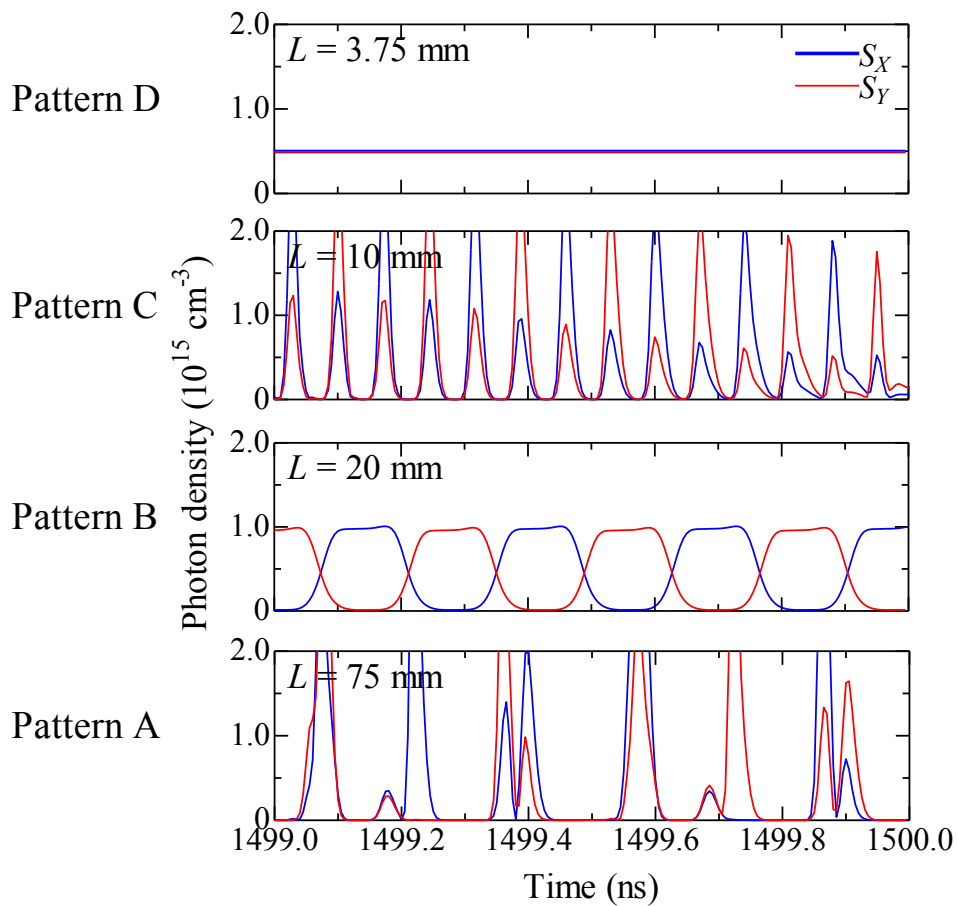 Pattern D
L = 3.75 mm
S_X
S_Y
2.0
1.0
0
Pattern C
L = 10 mm
2.0
1.0
0
Pattern B
L = 20 mm
2.0
1.0
0
Pattern A
L = 75 mm
2.0
1.0
0
Photon density (10^15 cm^-3)
1499.0 1499.2 1499.4 1499.6 1499.8 1500.0
Time (ns)